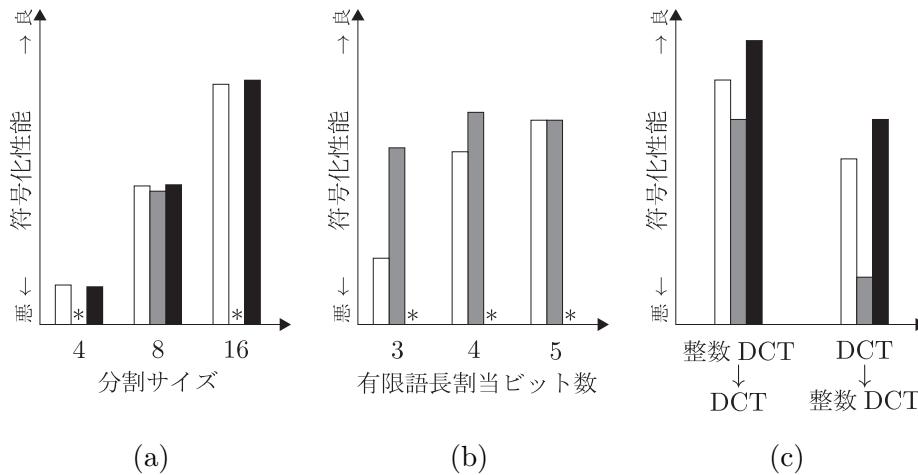 → 良
符号化性能
悪 ←
*
*
4
8
16
分割サイズ
(a)
→ 良
符号化性能
悪 ←
*
*
*
3
4
5
有限語長割当ビット数
(b)
→ 良
符号化性能
悪 ←
整数 DCT
↓
DCT
DCT
↓
整数 DCT
(c)